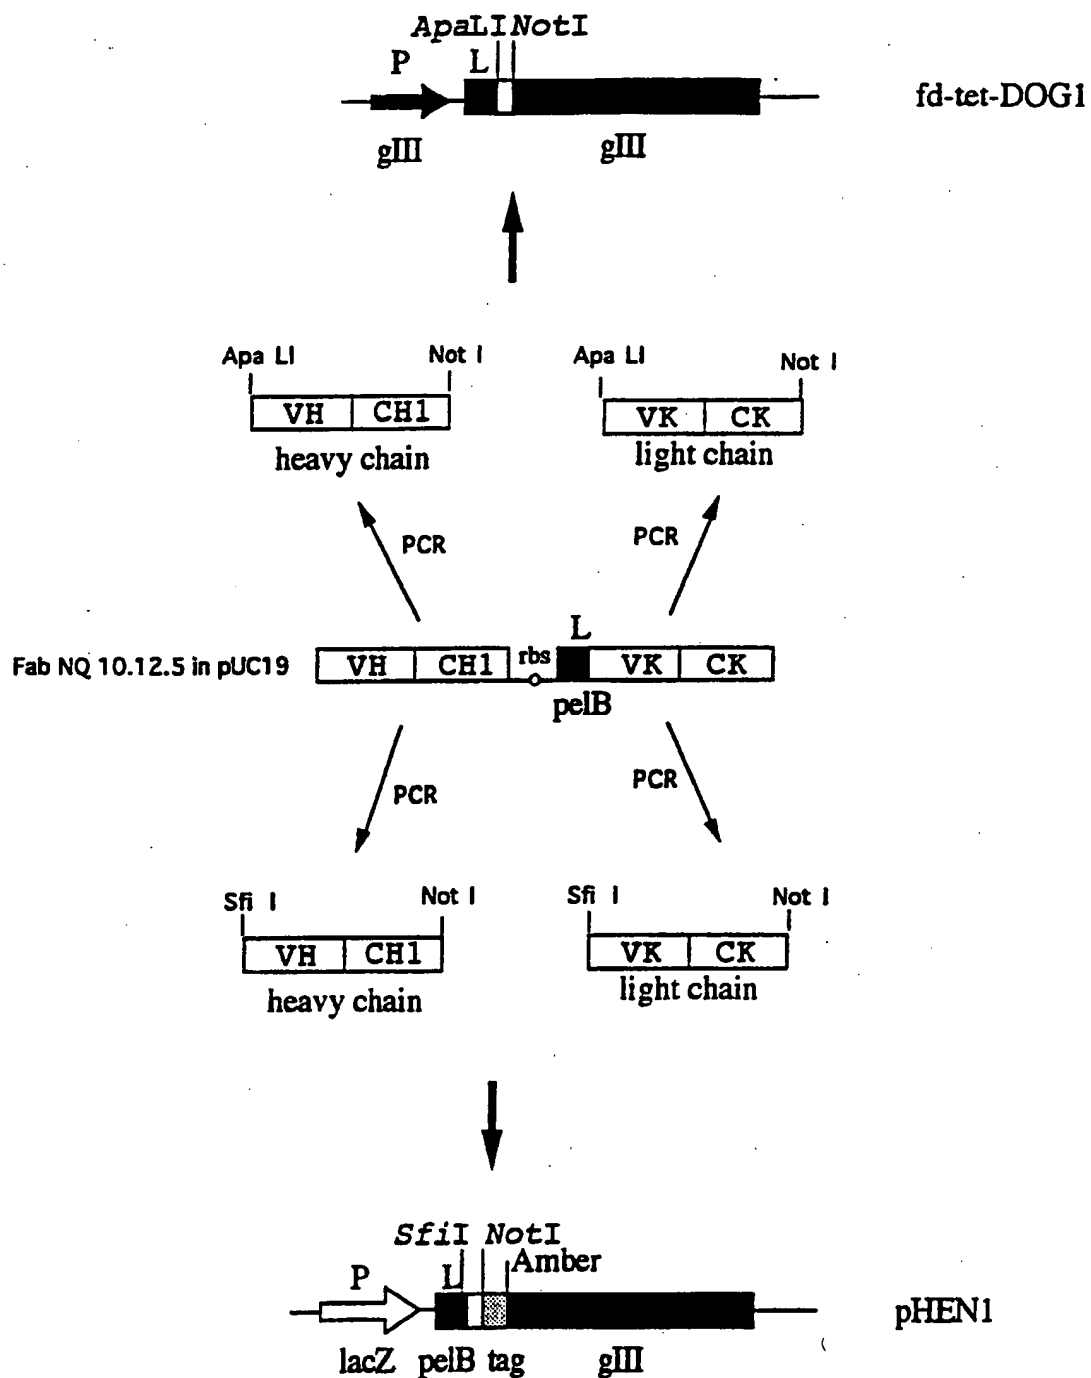 ApaLI NotI
P L
fd-tet-DOG1
gIII gIII
Apa LI Not I Apa LI Not I
VH CH1 VK CK
heavy chain light chain
PCR PCR
L
Fab NQ 10.12.5 in pUC19 VH CH1 rbs VK CK
pelB
PCR PCR
Sfi I Not I Sfi I Not I
VH CH1 VK CK
heavy chain light chain
SfiI NotI
P L Amber
pHEN1
lacZ pelB tag gIII